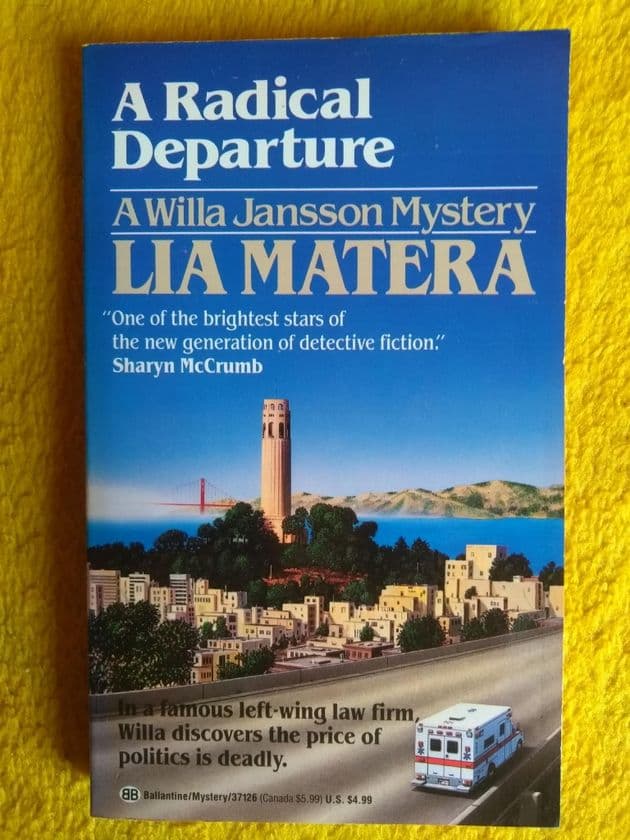 A Radical
Departure
A Willa Jansson Mystery
LIA MATERA
"One of the brightest stars of
the new generation of detective fiction."
Sharyn McCrumb
In a famous left-wing law firm,
Willa discovers the price of
politics is deadly.
BB Ballantine/Mystery/37126 (Canada $5.99) U.S. $4.99